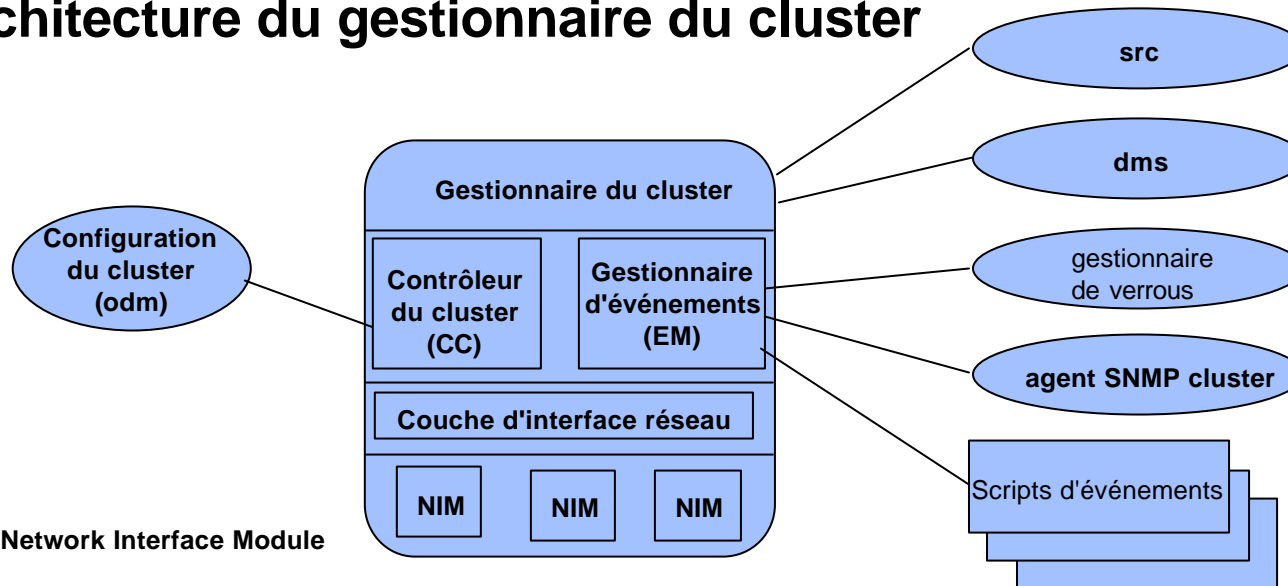 chitecture du gestionnaire du cluster
src
dms
Gestionnaire du cluster
Configuration
du cluster
(odm)
Contrôleur
du cluster
(CC)
Gestionnaire
d'événements
(EM)
gestionnaire
de verrous
agent SNMP cluster
Couche d'interface réseau
Scripts d'événements
NIM
NIM
NIM
Network Interface Module